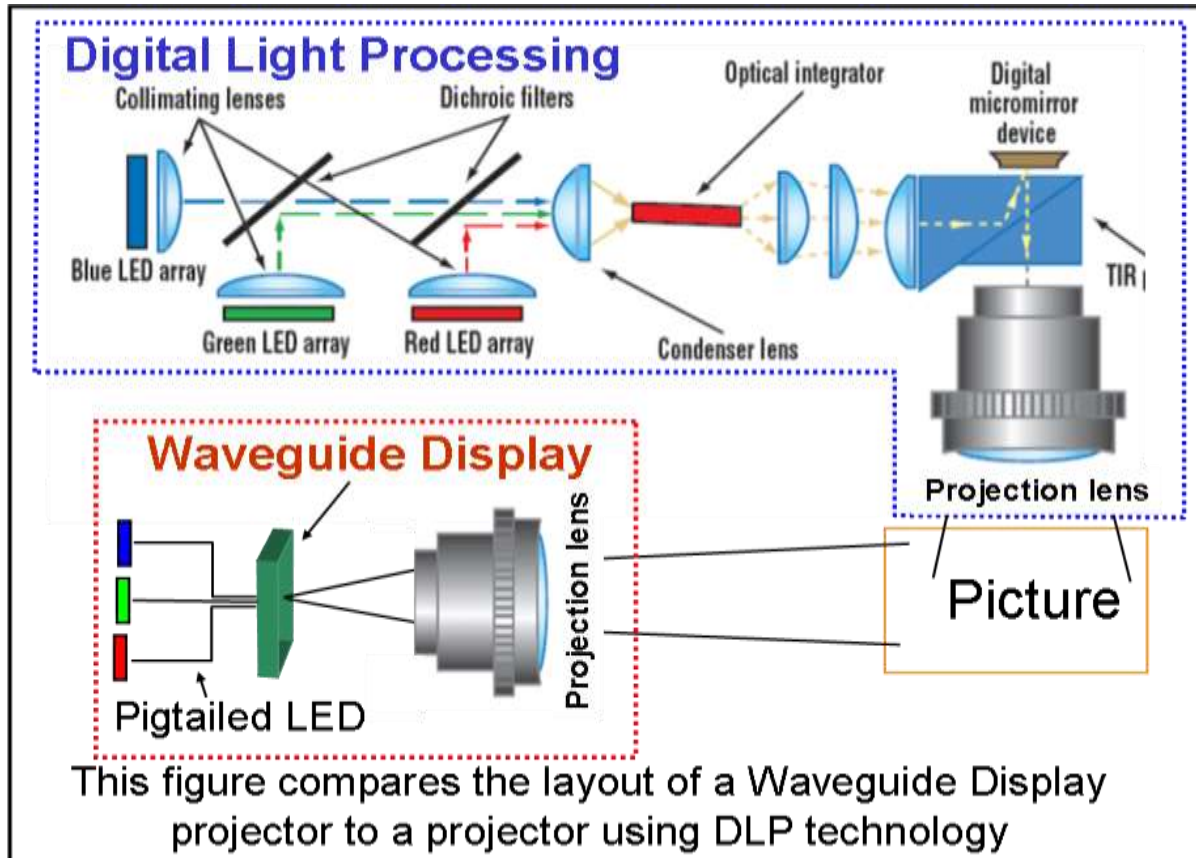 Digital Light Processing
Collimating lenses
Dichroic filters
Optical integrator
Digital
micromirror
device
Blue LED array
Green LED array
Red LED array
Condenser lens
TIR
Projection lens
Waveguide Display
Projection lens
Pigtailed LED
Picture
This figure compares the layout of a Waveguide Display
projector to a projector using DLP technology